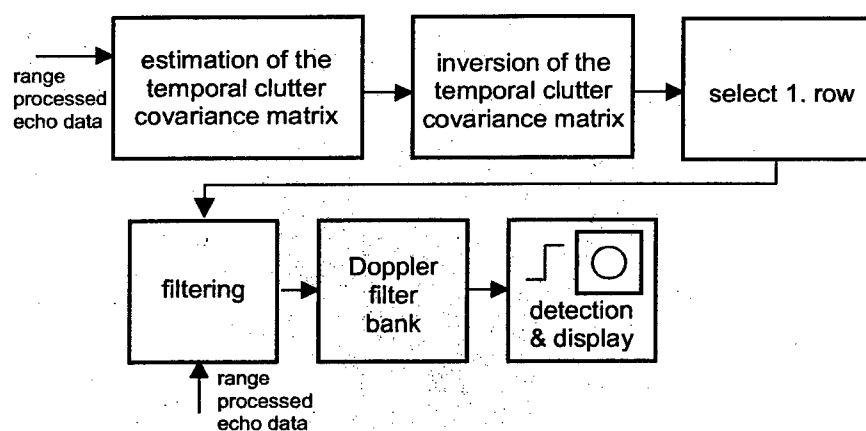 range
processed
echo data
estimation of the
temporal clutter
covariance matrix
inversion of the
temporal clutter
covariance matrix
select 1. row
filtering
Doppler
filter
bank
detection
& display
range
processed
echo data